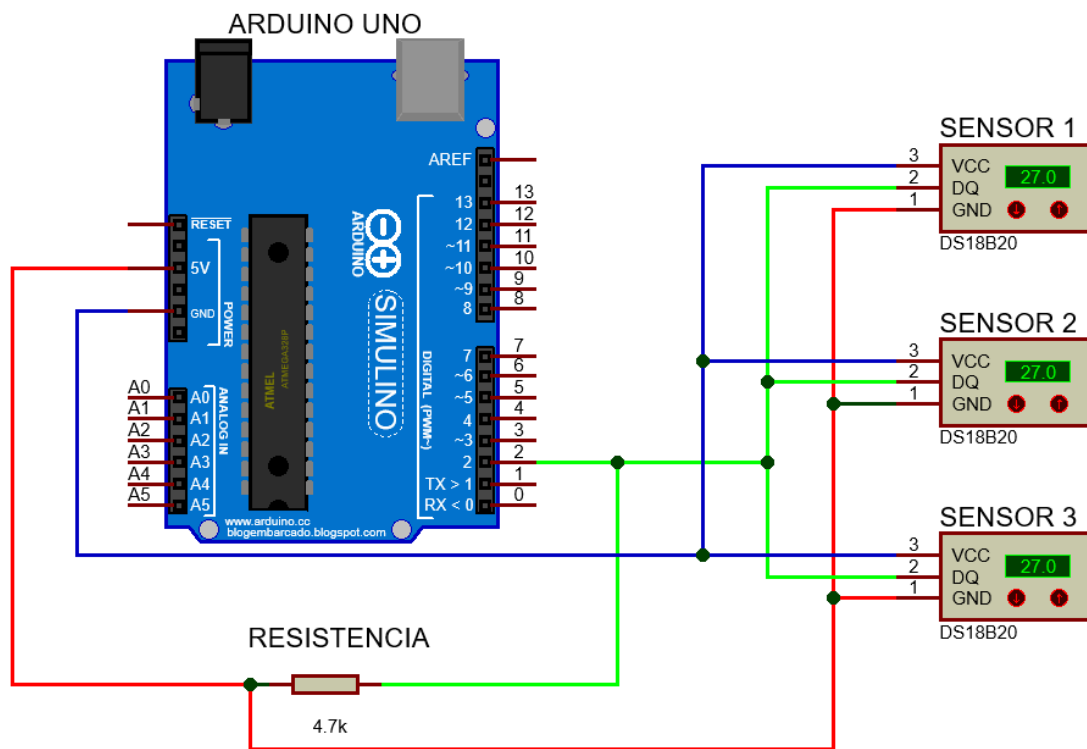 ARDUINO UNO
AREF
13 13
12 12
~11 11
~10 10
~9 9
8 8
7 7
~6 6
~5 5
4 4
~3 3
2 2
TX > 1 1
RX < 0 0
RESET
5V
GND
POWER
A0 A0
A1 A1
A2 A2
A3 A3
A4 A4
A5 A5
ANALOG IN
ATMEL
ATMEGA328P
ARDUINO
SIMULINO
DIGITAL (PWM~)
www.arduino.cc
blogembarcado.blogspot.com
SENSOR 1
3 VCC
2 DQ
1 GND
27.0
DS18B20
SENSOR 2
3 VCC
2 DQ
1 GND
27.0
DS18B20
SENSOR 3
3 VCC
2 DQ
1 GND
27.0
DS18B20
RESISTENCIA
4.7k